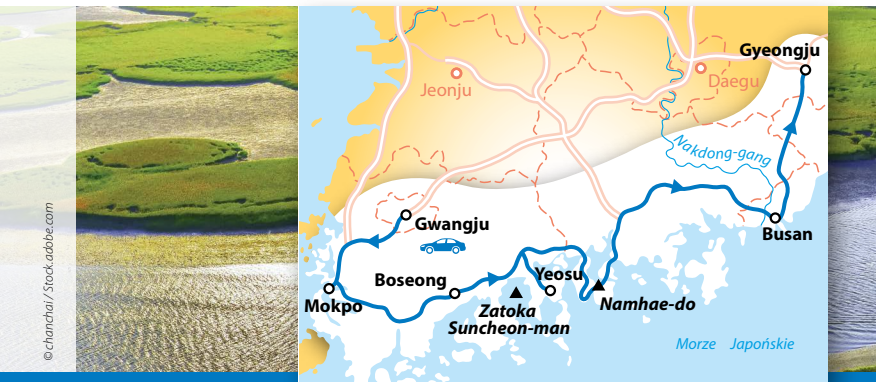 © chanchai / Stock.adobe.com
Gyeongju
Jeonju
Daegu
Nakdong-gang
Gwangju
Busan
Boseong
Yeosu
Mokpo
Zatoka
Suncheon-man
Namhae-do
Morze Japońskie